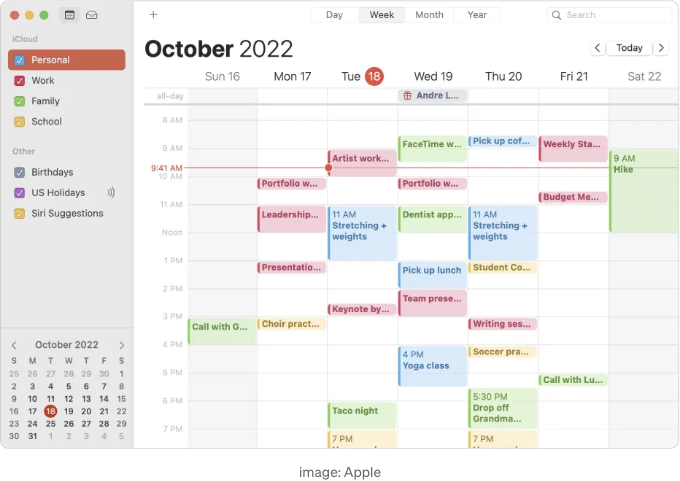 Day
Week
Month
Year
Search
iCloud
Personal
Work
Family
School
Other
Birthdays
US Holidays
Siri Suggestions
October 2022
Today
Sun 16
Mon 17
Tue 18
Wed 19
Thu 20
Fri 21
Sat 22
all-day
Andre L...
8 AM
9 AM
9:41 AM
10 AM
11 AM
Noon
1 PM
2 PM
3 PM
4 PM
5 PM
6 PM
7 PM
Call with G...
Portfolio w...
Leadership...
Presentatio...
Choir pract...
Artist work...
11 AM
Stretching +
weights
Keynote by...
Taco night
7 PM
FaceTime w...
Portfolio w...
Dentist app...
Pick up lunch
Team prese...
4 PM
Yoga class
Pick up cof...
11 AM
Stretching +
weights
Student Co...
Writing ses...
Soccer pra...
5:30 PM
Drop off
Grandma...
7 PM
Weekly Sta...
Budget Me...
Call with Lu...
9 AM
Hike
October 2022
S M T W T F S
25 26 27 28 29 30 1
2 3 4 5 6 7 8
9 10 11 12 13 14 15
16 17 18 19 20 21 22
23 24 25 26 27 28 29
30 31 1 2 3 4 5
image: Apple